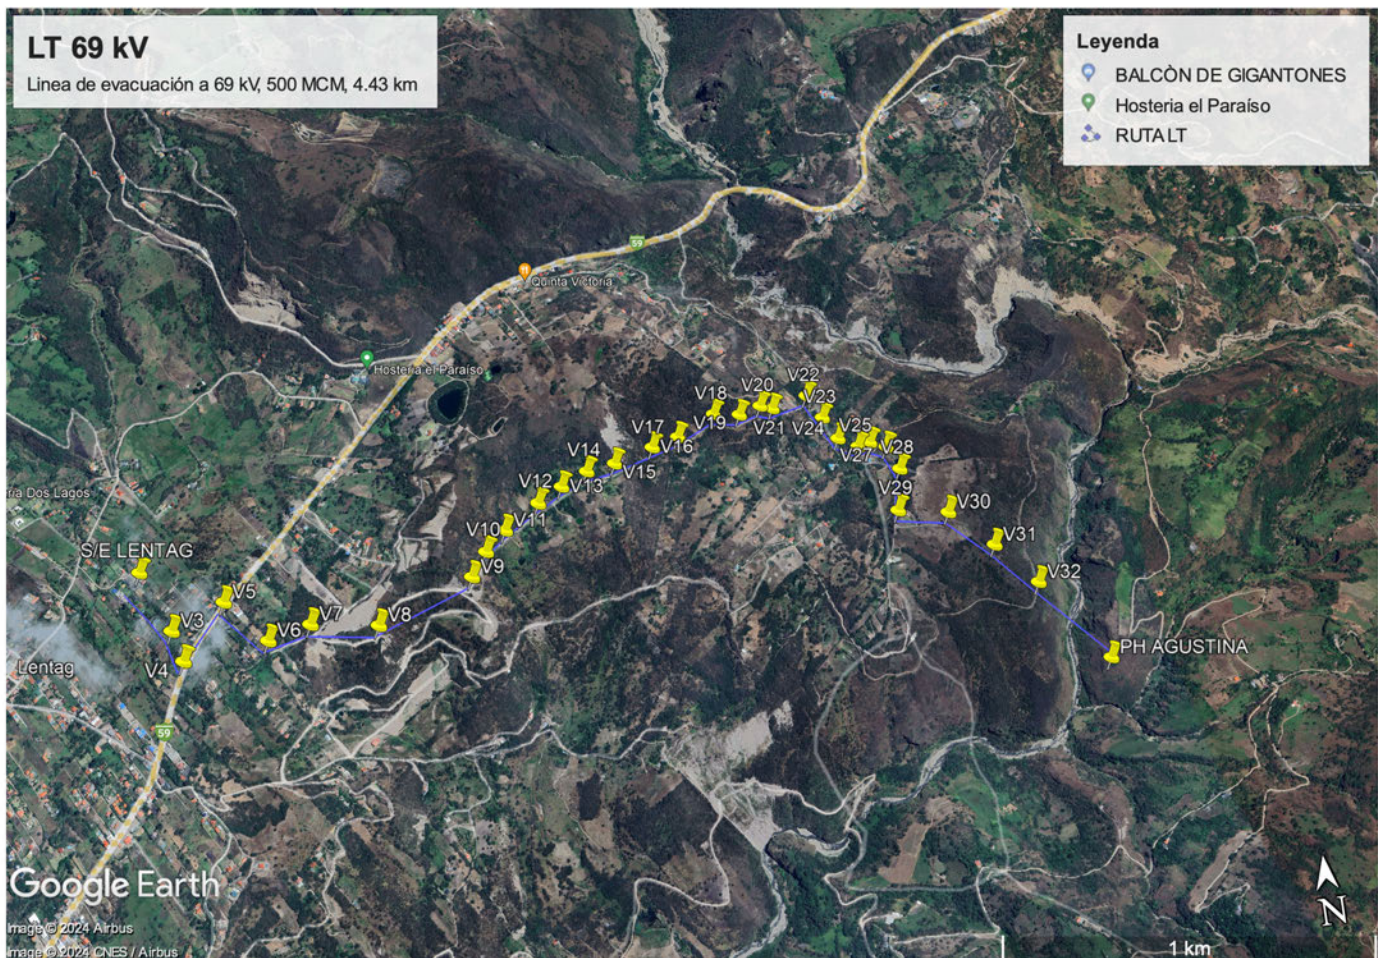 LT 69 kV
Linea de evacuación a 69 kV, 500 MCM, 4.43 km
Leyenda
BALCÒN DE GIGANTONES
Hosteria el Paraíso
RUTA LT
59
Quinta Victoria
Hosteria el Paraíso
V22
V20
V18
V23
V21
V19
V24
V25
V17
V16
V28
V27
V14
V15
V12
V13
V29
V30
V10
V11
V31
ria Dos Lagos
S/E LENTAG
V9
V32
V5
V3
V7
V8
V6
PH AGUSTINA
V4
Lentag
59
Google Earth
N
Image © 2024 Airbus
Image © 2024 CNES / Airbus
1 km